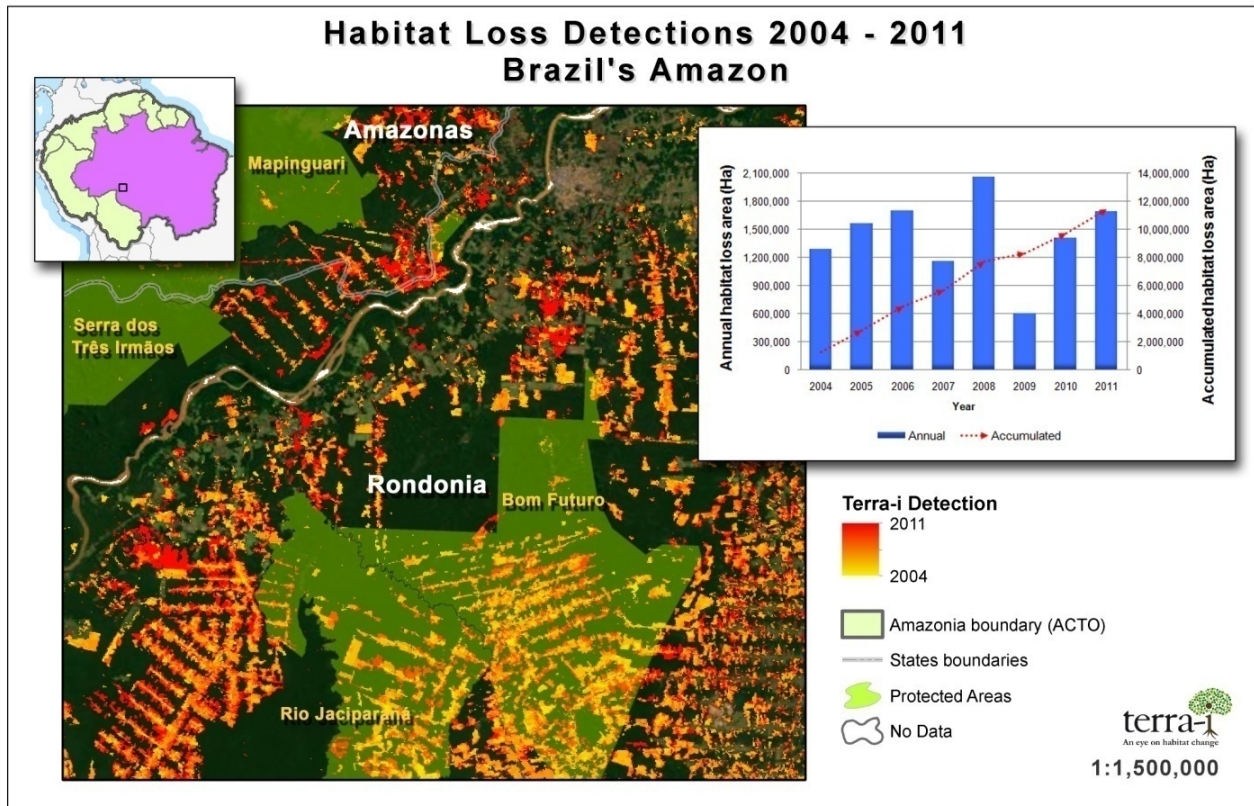 Habitat Loss Detections 2004 - 2011
Brazil's Amazon
Amazonas
Mapinguari
Serra dos
Três Irmãos
Rondonia
Bom Futuro
Rio Jaciparaná
Annual habitat loss area (Ha)
2,100,000
1,800,000
1,500,000
1,200,000
900,000
600,000
300,000
0
14,000,000
12,000,000
10,000,000
8,000,000
6,000,000
4,000,000
2,000,000
0
Accumulated habitat loss area (Ha)
2004 2005 2006 2007 2008 2009 2010 2011
Year
Annual Accumulated
Terra-i Detection
2011
2004
Amazonia boundary (ACTO)
States boundaries
Protected Areas
No Data
terra-i
An eye on habitat change
1:1,500,000